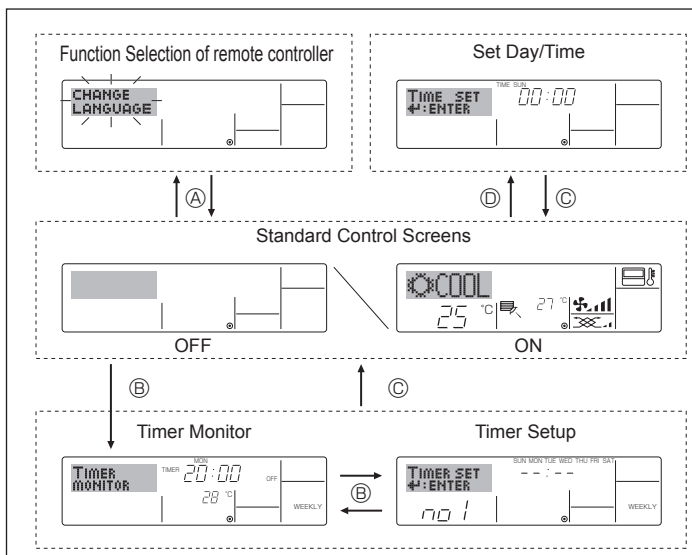 Function Selection of remote controller
CHANGE
LANGUAGE
Set Day/Time
TIME SUN
TIME SET
↵:ENTER
00:00
Ⓐ
Ⓓ
Ⓒ
Standard Control Screens
COOL
25 °C
27 °C
OFF
ON
Ⓑ
Ⓒ
Timer Monitor
TIMER
MONITOR
MON
TIMER
20:00
OFF
28 °C
WEEKLY
Ⓑ
Timer Setup
SUN MON TUE WED THU FRI SAT
TIMER SET
↵:ENTER
--:--
no 1
WEEKLY